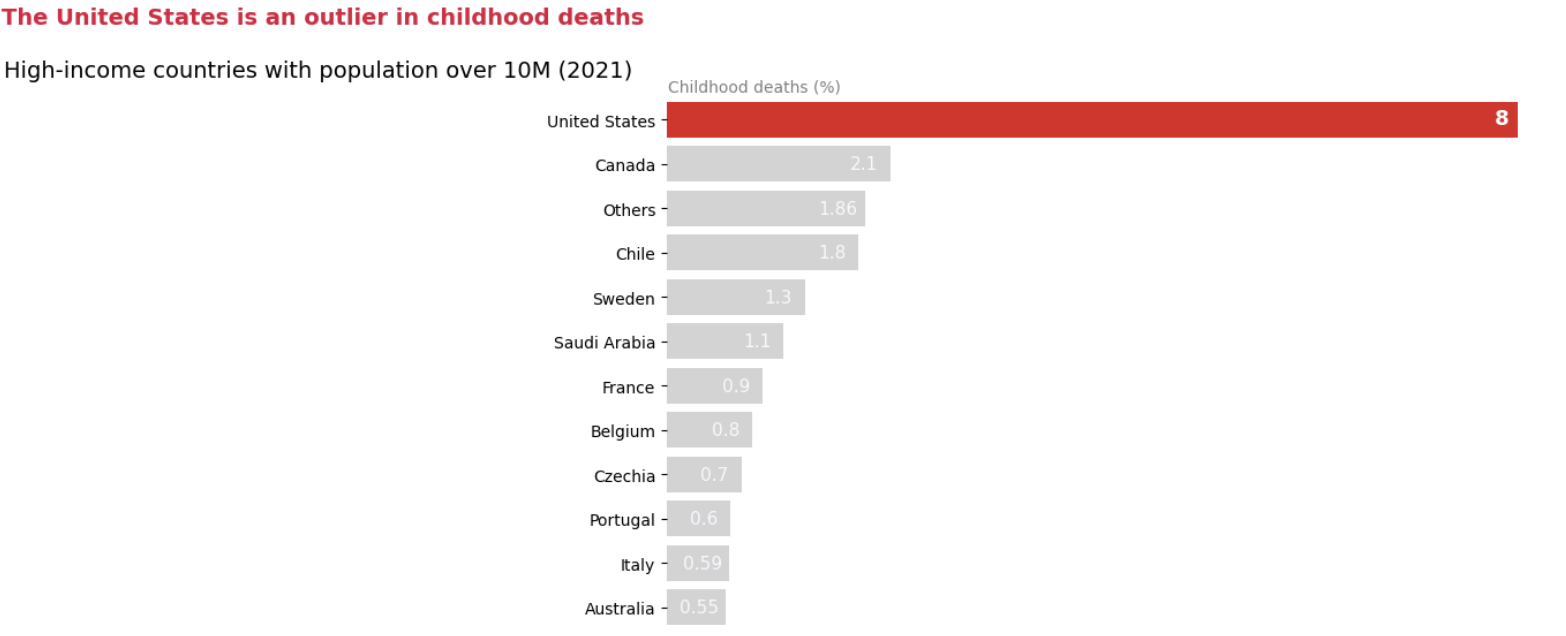 The United States is an outlier in childhood deaths
High-income countries with population over 10M (2021)
Childhood deaths (%)
United States 8
Canada 2.1
Others 1.86
Chile 1.8
Sweden 1.3
Saudi Arabia 1.1
France 0.9
Belgium 0.8
Czechia 0.7
Portugal 0.6
Italy 0.59
Australia 0.55